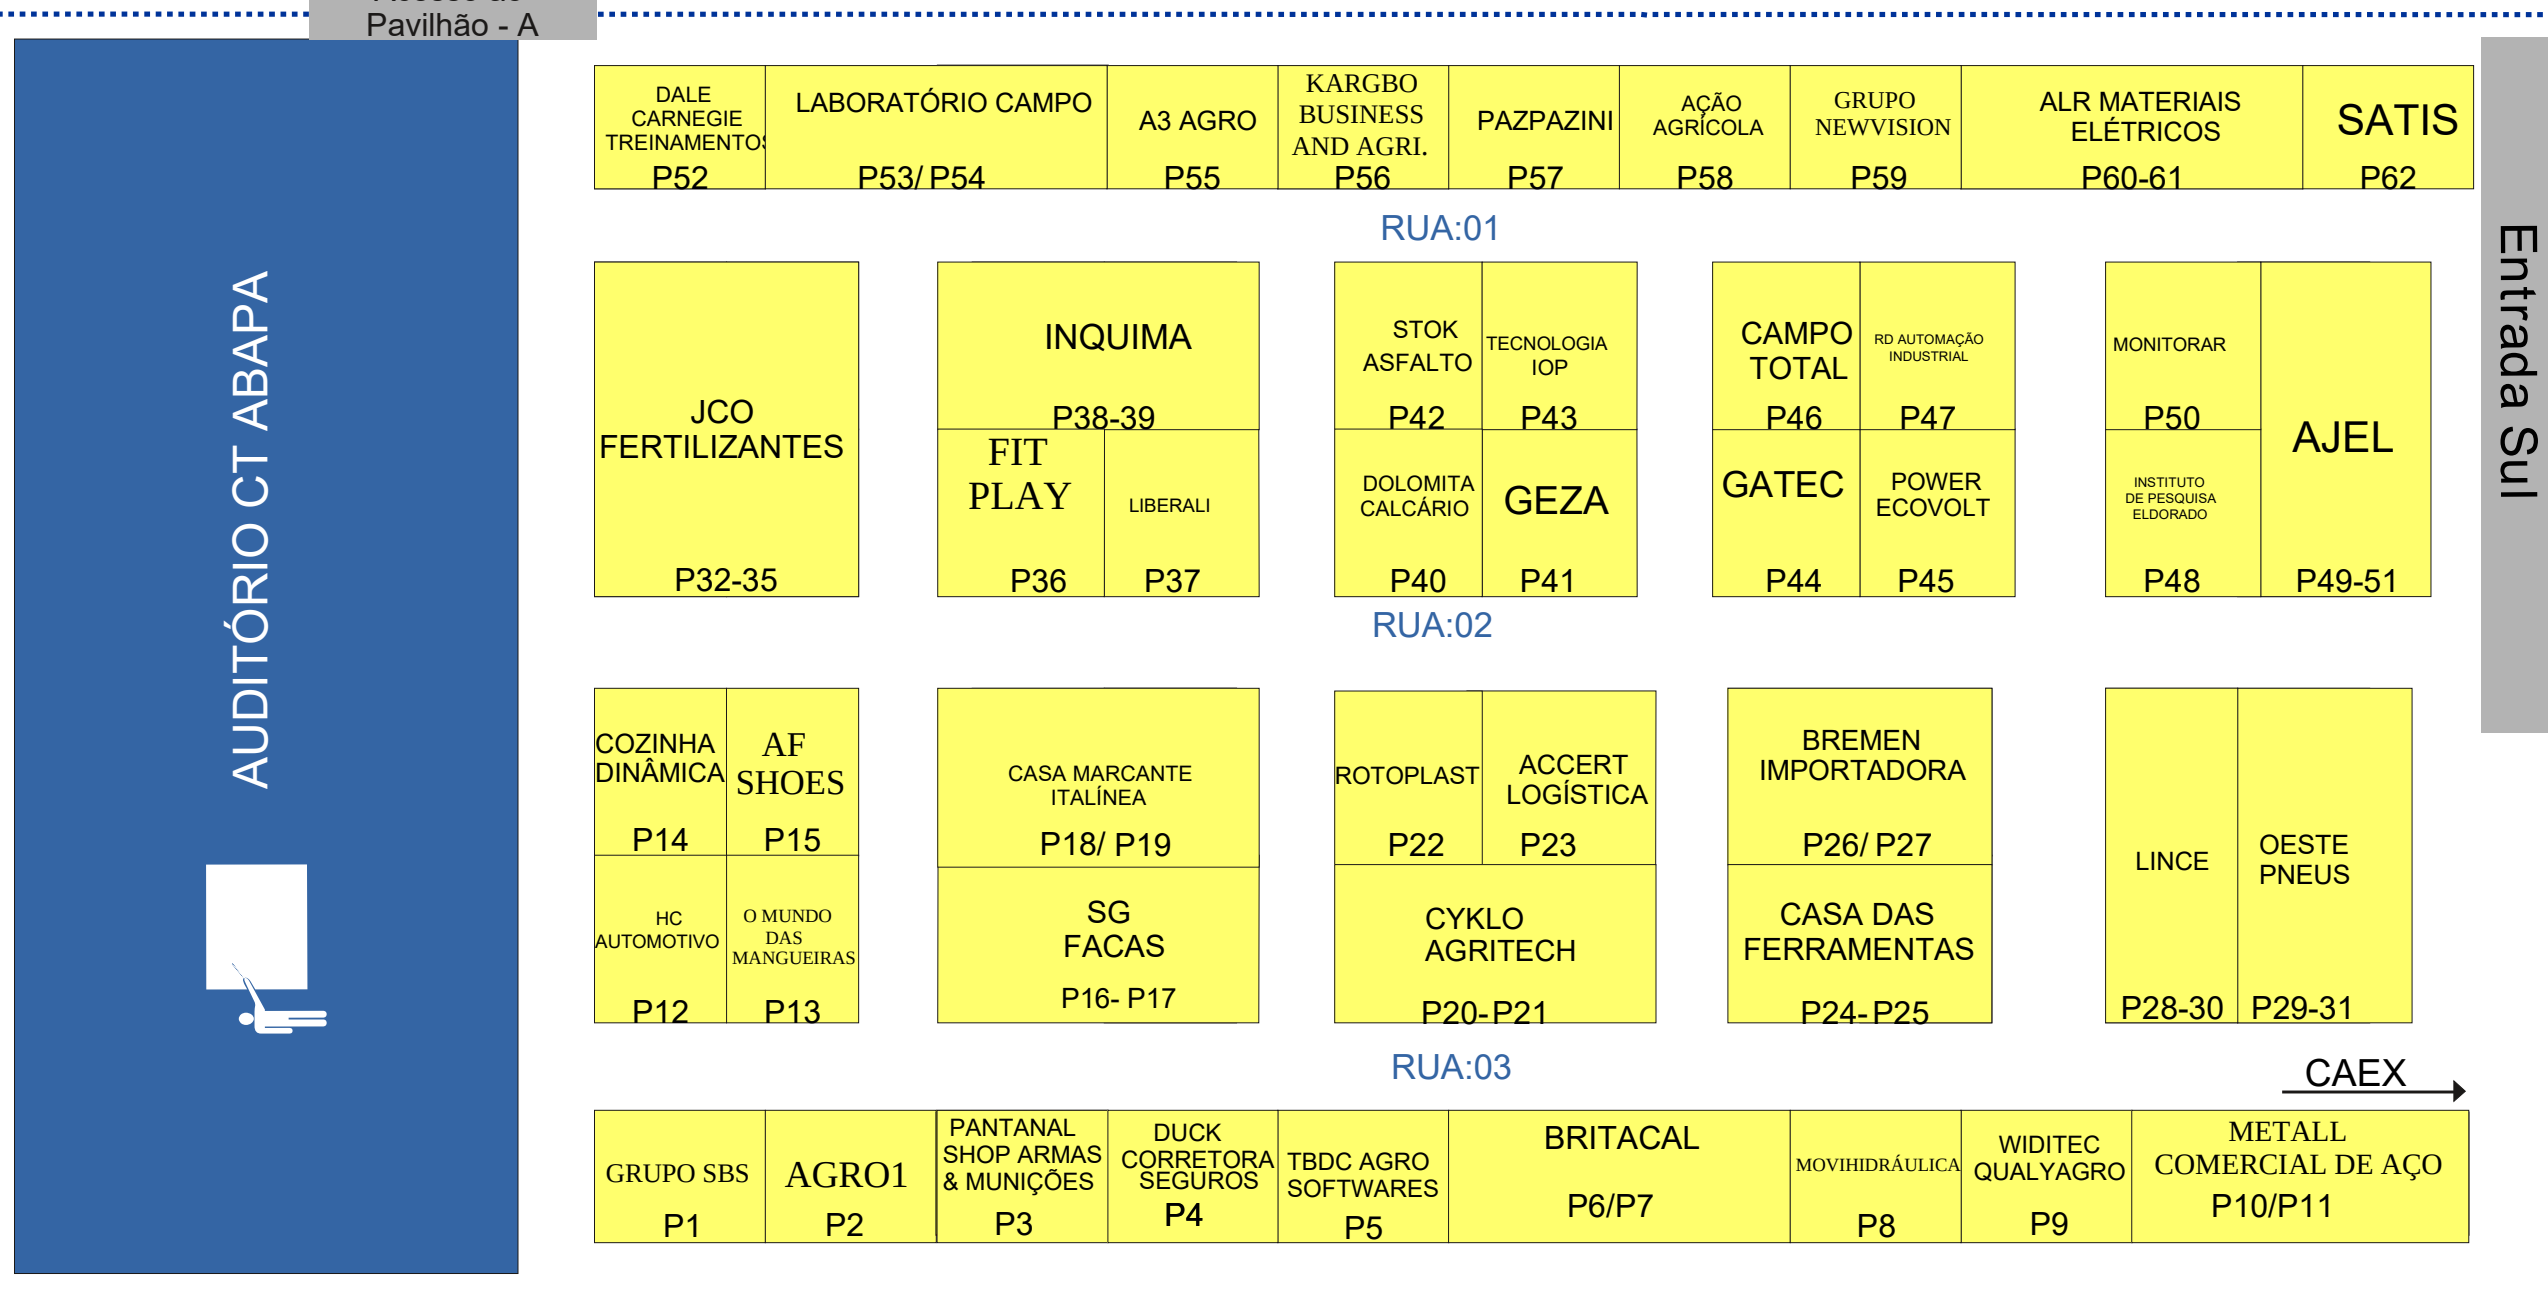 Pavilhão - A
AUDITÓRIO CT ABAPA
Entrada Sul
DALE
CARNEGIE
TREINAMENTOS
P52
LABORATÓRIO CAMPO
P53/ P54
A3 AGRO
P55
KARGBO
BUSINESS
AND AGRI.
P56
PAZPAZINI
P57
AÇÃO
AGRÍCOLA
P58
GRUPO
NEWVISION
P59
ALR MATERIAIS
ELÉTRICOS
P60-61
SATIS
P62
RUA:01
JCO
FERTILIZANTES
P32-35
INQUIMA
P38-39
FIT
PLAY
P36
LIBERALI
P37
STOK
ASFALTO
P42
TECNOLOGIA
IOP
P43
DOLOMITA
CALCÁRIO
P40
GEZA
P41
CAMPO
TOTAL
P46
RD AUTOMAÇÃO
INDUSTRIAL
P47
GATEC
P44
POWER
ECOVOLT
P45
MONITORAR
P50
INSTITUTO
DE PESQUISA
ELDORADO
P48
AJEL
P49-51
RUA:02
COZINHA
DINÂMICA
P14
AF
SHOES
P15
HC
AUTOMOTIVO
P12
O MUNDO
DAS
MANGUEIRAS
P13
CASA MARCANTE
ITALÍNEA
P18/ P19
SG
FACAS
P16- P17
ROTOPLAST
P22
ACCERT
LOGÍSTICA
P23
CYKLO
AGRITECH
P20-P21
BREMEN
IMPORTADORA
P26/ P27
CASA DAS
FERRAMENTAS
P24-P25
LINCE
P28-30
OESTE
PNEUS
P29-31
RUA:03
CAEX
GRUPO SBS
P1
AGRO1
P2
PANTANAL
SHOP ARMAS
& MUNIÇÕES
P3
DUCK
CORRETORA
SEGUROS
P4
TBDC AGRO
SOFTWARES
P5
BRITACAL
P6/P7
MOVIHIDRÁULICA
P8
WIDITEC
QUALYAGRO
P9
METALL
COMERCIAL DE AÇO
P10/P11